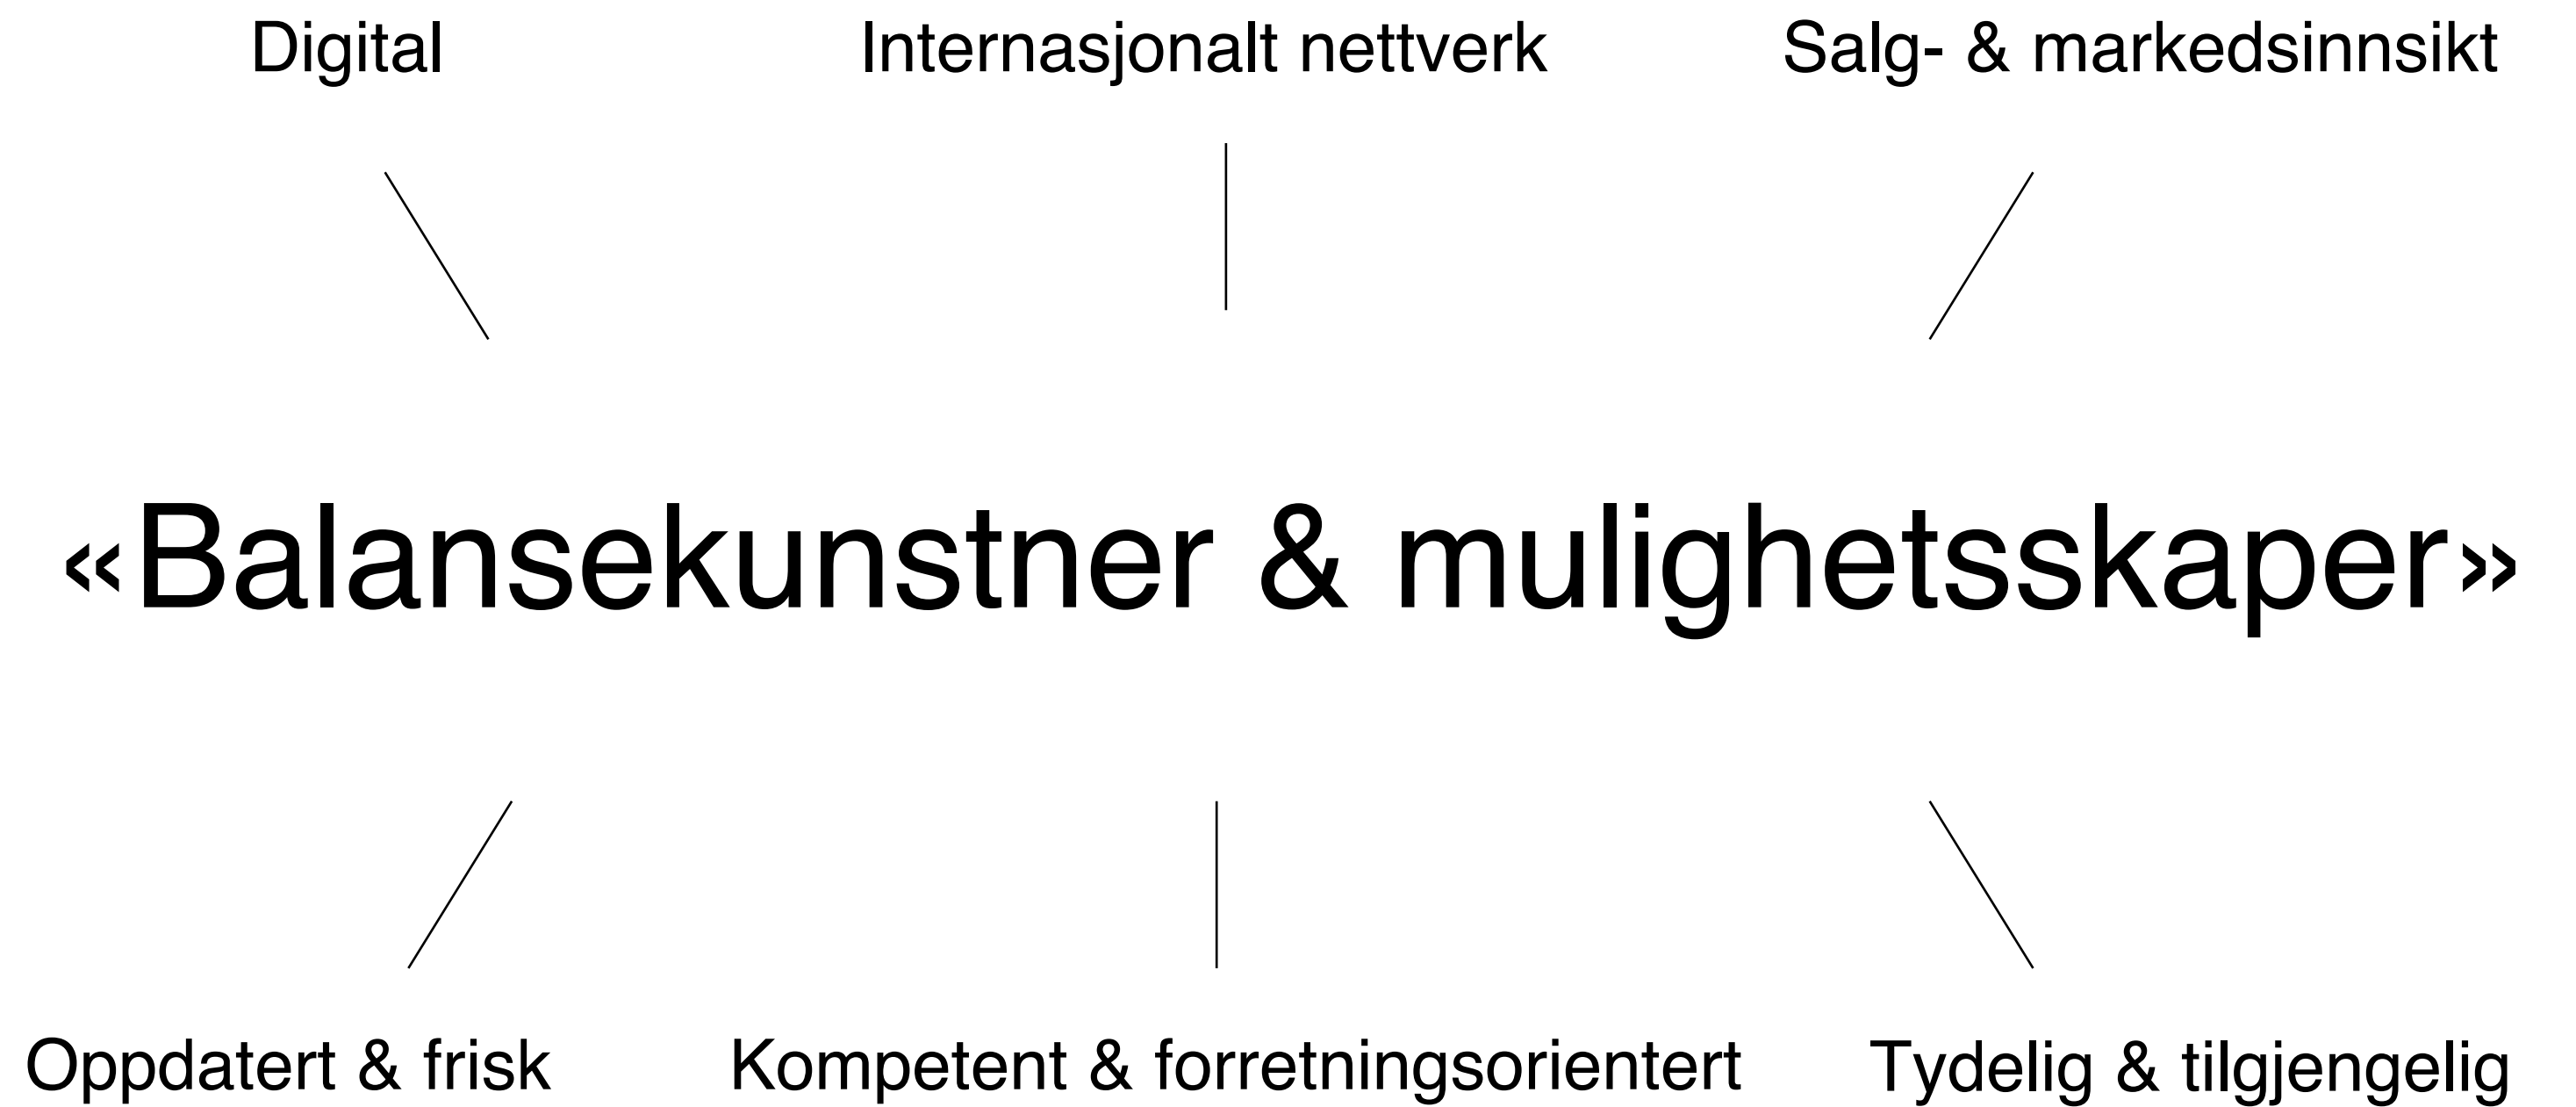 Digital
Internasjonalt nettverk
Salg- & markedsinnsikt
«Balansekunstner & mulighetsskaper»
Oppdatert & frisk
Kompetent & forretningsorientert
Tydelig & tilgjengelig